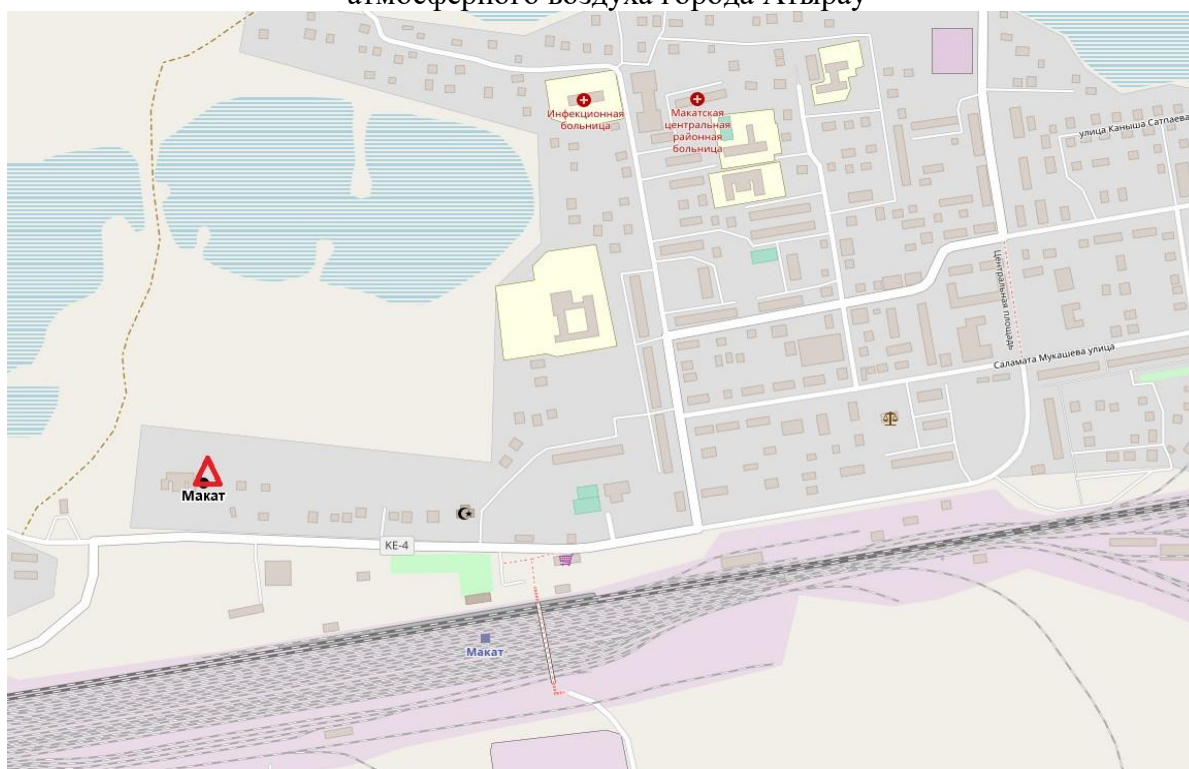 атмосферного воздуха города Атырау
Инфекционная
больница
Макатская
центральная
районная
больница
улица Каныша Сатпаева
Центральная площадь
Саламата Мукашева улица
Макат
KE-4
Макат